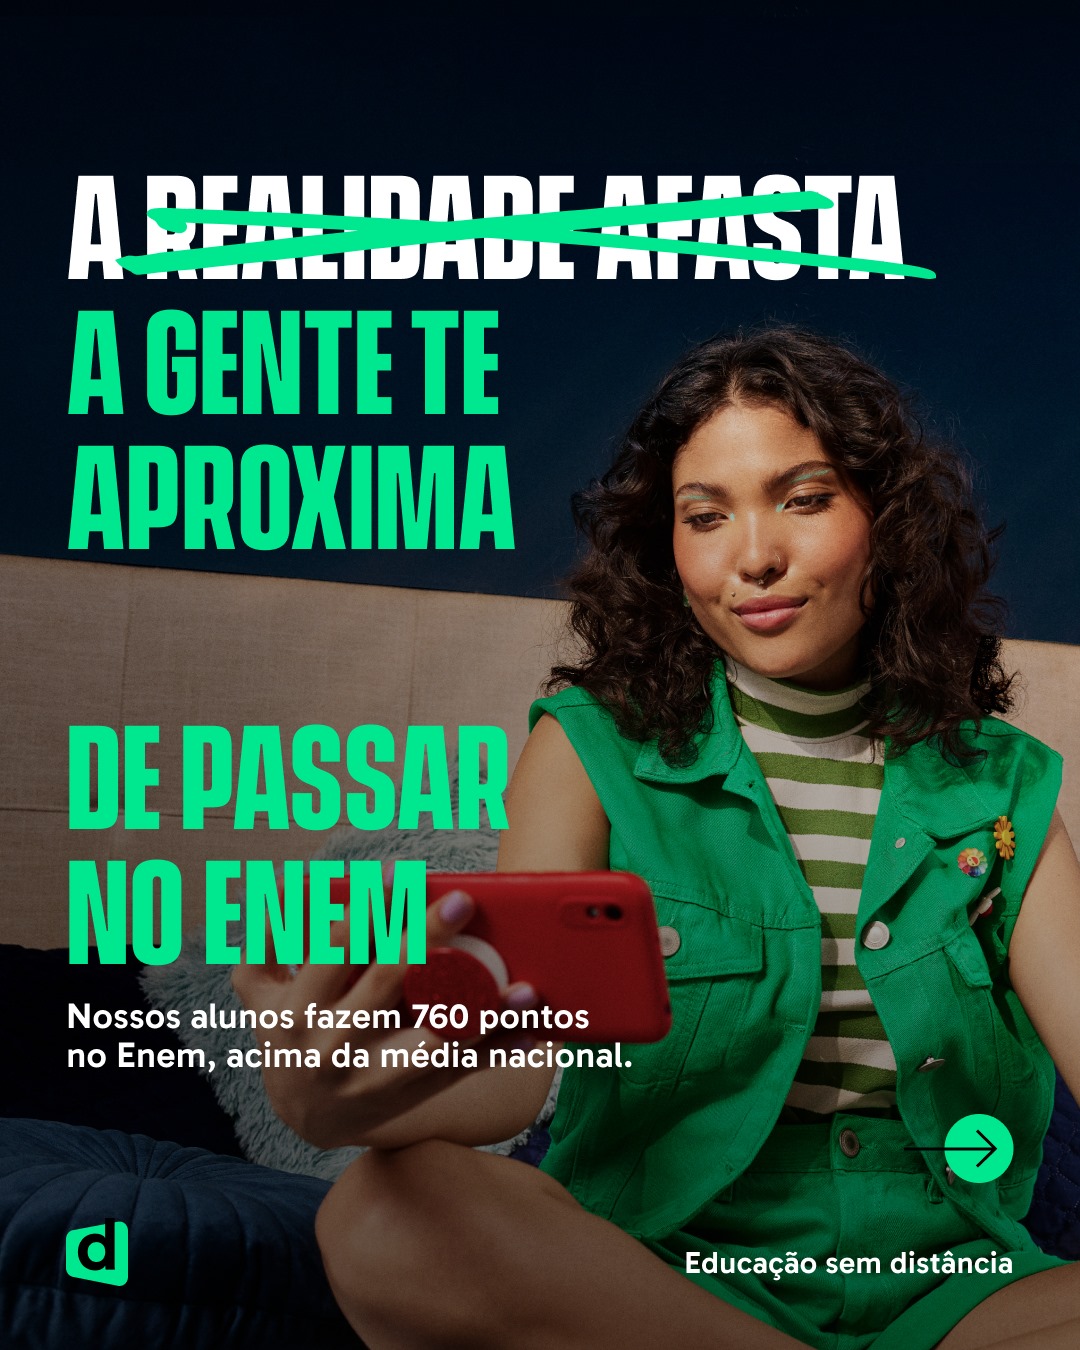 A REALIDADE AFASTA
A GENTE TE
APROXIMA
DE PASSAR
NO ENEM
Nossos alunos fazem 760 pontos
no Enem, acima da média nacional.
d
Educação sem distância